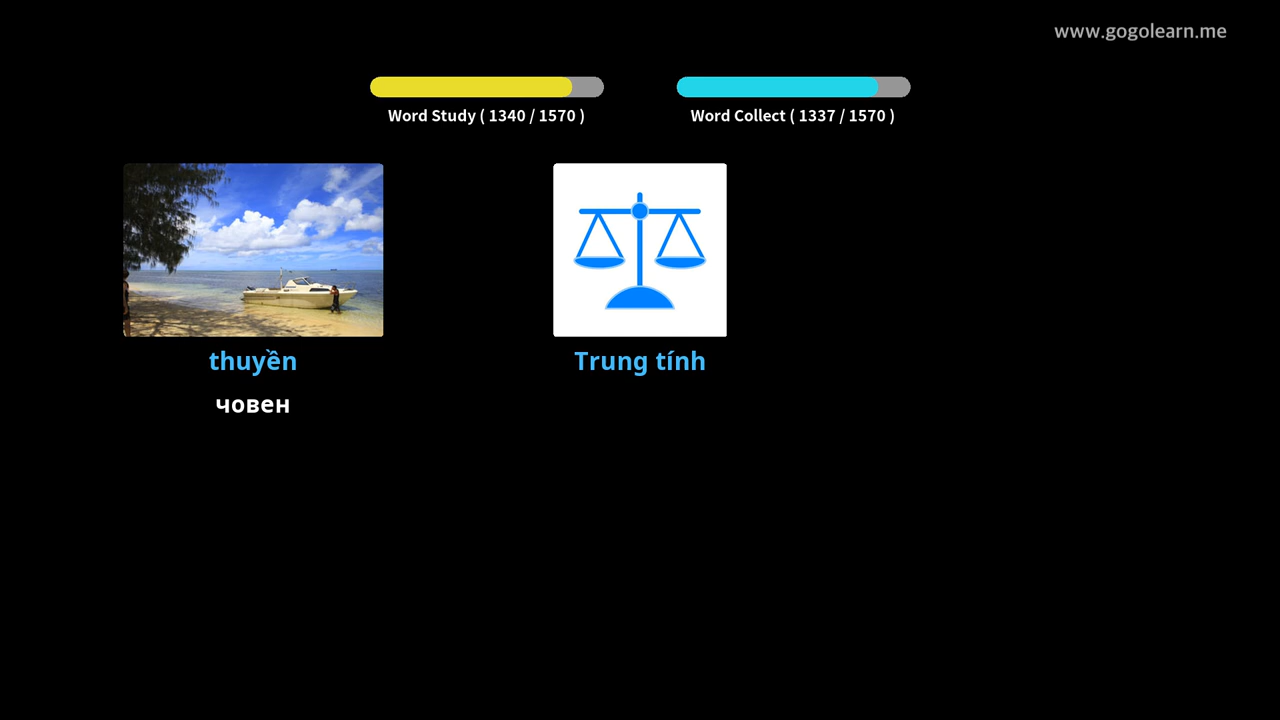 www.gogolearn.me
Word Study ( 1340 / 1570 )
Word Collect ( 1337 / 1570 )
thuyền
човен
Trung tính